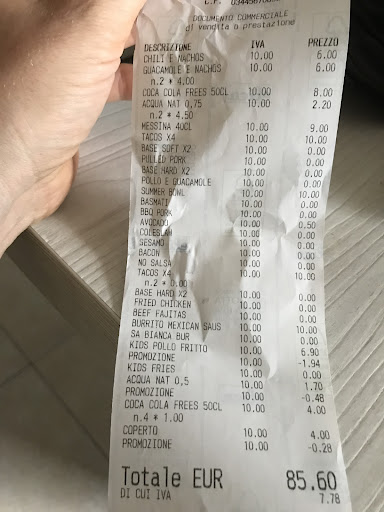 DOCUMENTO COMMERCIALE
di vendita o prestazione
DESCRIZIONE IVA PREZZO
CHILI E NACHOS 10.00 6.00
GUACAMOLE E NACHOS 10.00 6.00
n.2 * 4.00
COCA COLA FREES 50CL 10.00 8.00
ACQUA NAT 0,75 10.00 2.20
n.2 * 4.50
MESSINA 40CL 10.00 9.00
TACOS X4 10.00 10.00
BASE SOFT X2 10.00 0.00
PULLED PORK 10.00 0.00
BASE HARD X2 10.00 0.00
POLLO E GUACAMOLE 10.00 0.00
SUMMER BOWL 10.00 10.00
BASMATI 10.00 0.00
BBQ PORK 10.00 0.00
AVOCADO 10.00 0.50
COLESLAW 10.00 0.00
SESAMO 10.00 0.00
BACON 10.00 0.00
NO SALSA 10.00 0.00
TACOS X4 10.00 10.00
n.2 * 0.00
BASE HARD X2 10.00 0.00
FRIED CHICKEN 10.00 0.00
BEEF FAJITAS 10.00 0.00
BURRITO MEXICAN SAUS 10.00 10.00
SA BIANCA BUR 10.00 0.00
KIDS POLLO FRITTO 10.00 6.90
PROMOZIONE 10.00 -1.94
KIDS FRIES 10.00 0.00
ACQUA NAT 0,5 10.00 1.70
PROMOZIONE 10.00 -0.48
COCA COLA FREES 50CL 10.00 4.00
n.4 * 1.00
COPERTO 10.00 4.00
PROMOZIONE 10.00 -0.28
Totale EUR 85.60
DI CUI IVA 7.78